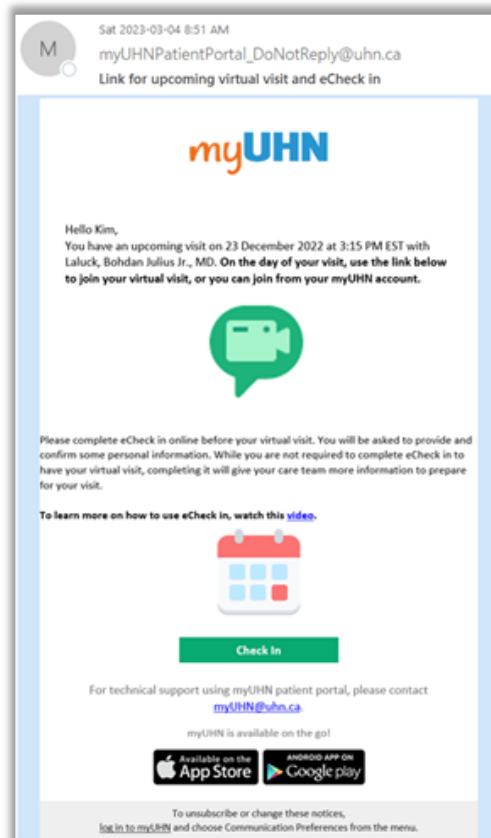 M
Sat 2023-03-04 8:51 AM
myUHNPatientPortal_DoNotReply@uhn.ca
Link for upcoming virtual visit and eCheck in
myUHN
Hello Kim,
You have an upcoming visit on 23 December 2022 at 3:15 PM EST with
Laluck, Bohdan Julius Jr., MD. On the day of your visit, use the link below
to join your virtual visit, or you can join from your myUHN account.
Please complete eCheck in online before your virtual visit. You will be asked to provide and
confirm some personal information. While you are not required to complete eCheck in to
have your virtual visit, completing it will give your care team more information to prepare
for your visit.
To learn more on how to use eCheck in, watch this video.
Check In
For technical support using myUHN patient portal, please contact
myUHN@uhn.ca.
myUHN is available on the go!
Available on the
App Store
ANDROID APP ON
Google play
To unsubscribe or change these notices,
log in to myUHN and choose Communication Preferences from the menu.